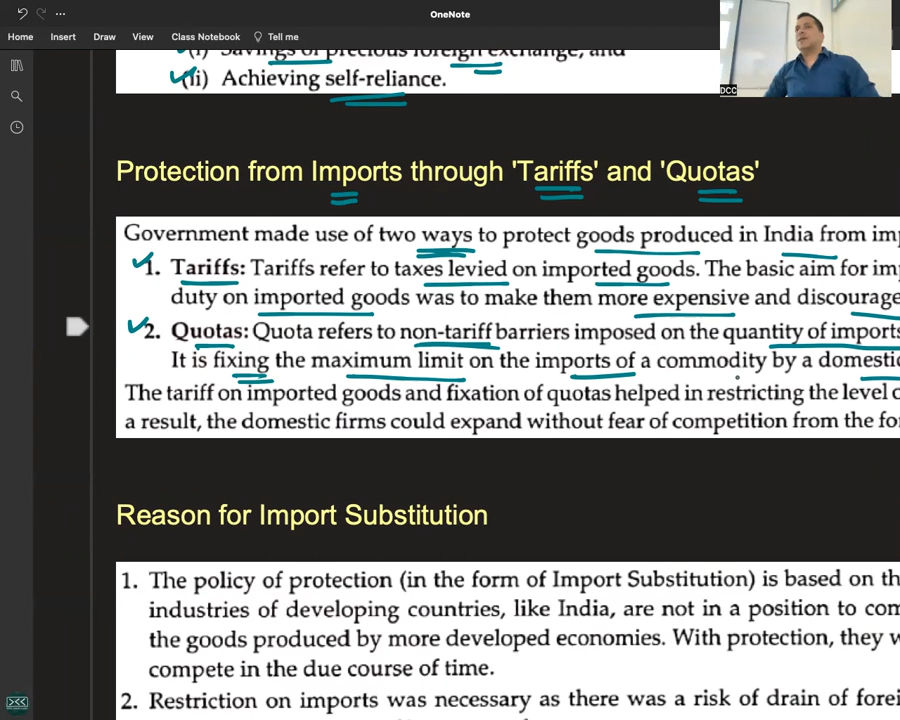 OneNote
Home Insert Draw View Class Notebook Tell me
(i) Savings of precious foreign exchange, and
(ii) Achieving self-reliance.
DCC
Protection from Imports through 'Tariffs' and 'Quotas'
Government made use of two ways to protect goods produced in India from
1. Tariffs: Tariffs refer to taxes levied on imported goods. The basic aim for
duty on imported goods was to make them more expensive and discourage
2. Quotas: Quota refers to non-tariff barriers imposed on the quantity of imports
It is fixing the maximum limit on the imports of a commodity by a
The tariff on imported goods and fixation of quotas helped in restricting the level
a result, the domestic firms could expand without fear of competition from the
Reason for Import Substitution
1. The policy of protection (in the form of Import Substitution) is based on
industries of developing countries, like India, are not in a position to
the goods produced by more developed economies. With protection, they
compete in the due course of time.
2. Restriction on imports was necessary as there was a risk of drain of